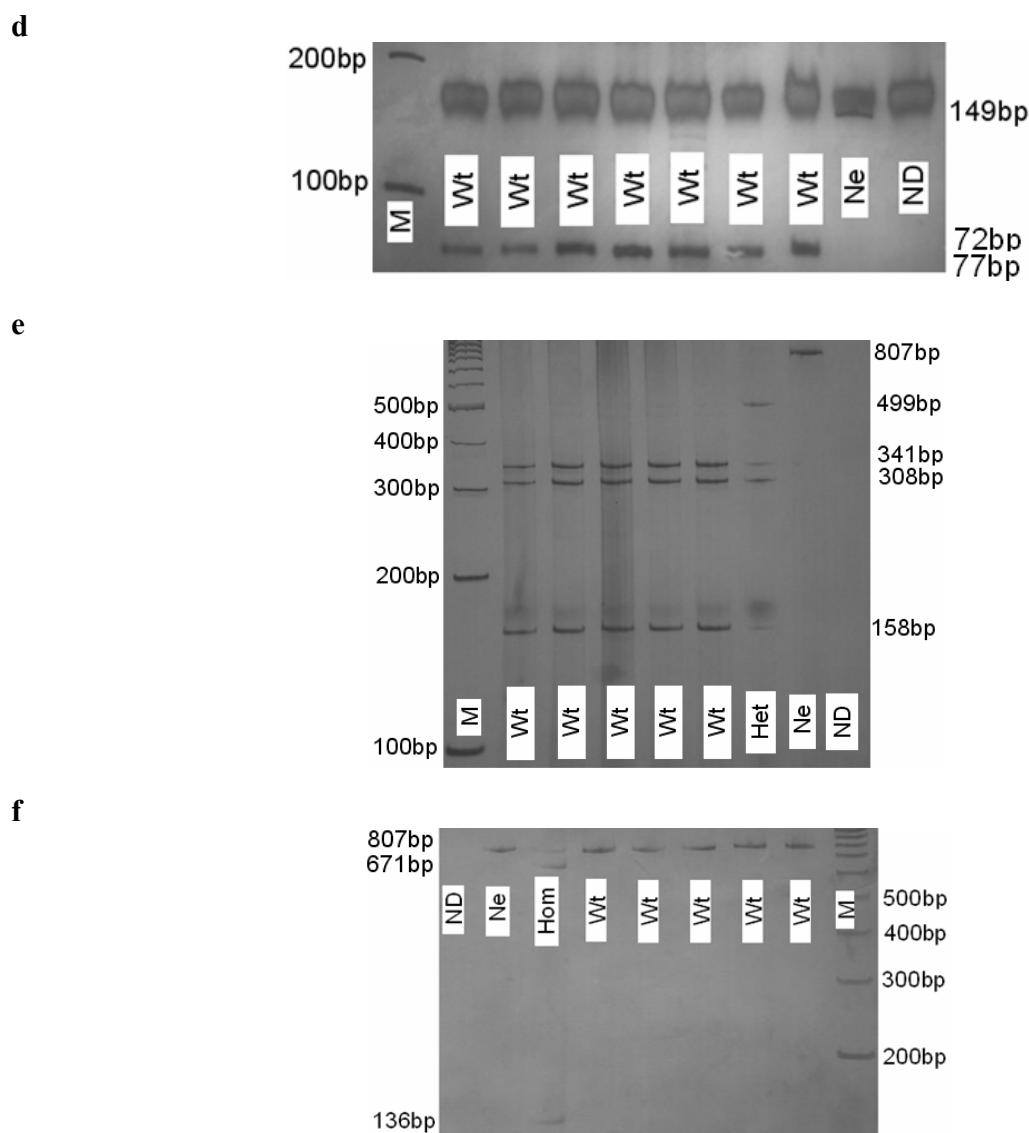 d
200bp
149bp
100bp
M Wt Wt Wt Wt Wt Wt Wt Ne ND
72bp
77bp
e
807bp
500bp
499bp
400bp
341bp
308bp
300bp
200bp
158bp
M Wt Wt Wt Wt Wt Het Ne ND
100bp
f
807bp
671bp
ND Ne Hom Wt Wt Wt Wt Wt M
500bp
400bp
300bp
200bp
136bp